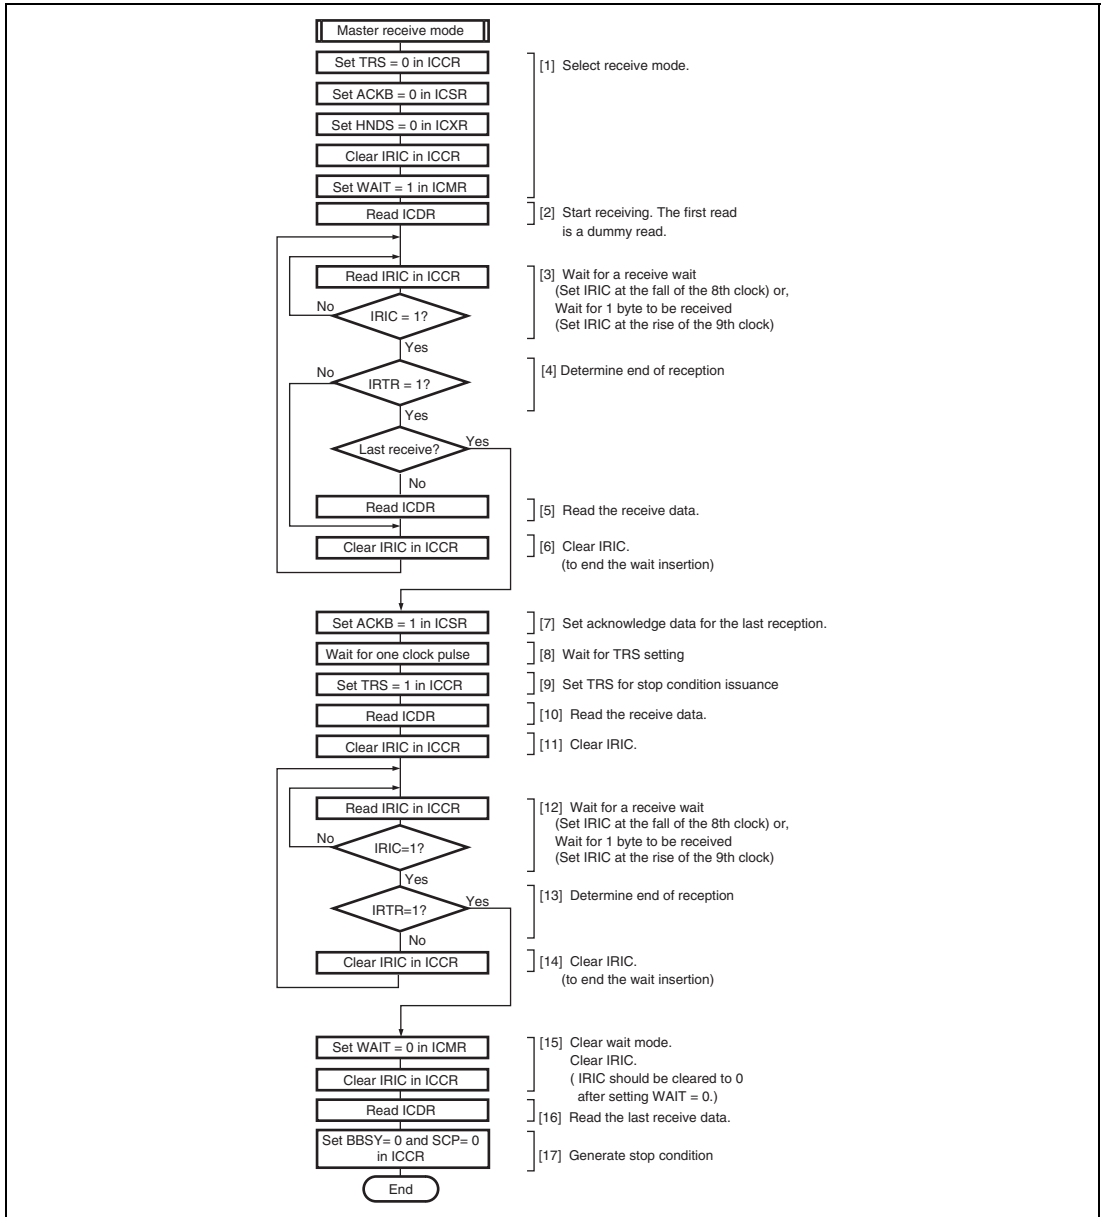 Master receive mode
Set TRS = 0 in ICCR
[1] Select receive mode.
Set ACKB = 0 in ICSR
Set HNDS = 0 in ICXR
Clear IRIC in ICCR
Set WAIT = 1 in ICMR
Read ICDR
[2] Start receiving. The first read
is a dummy read.
Read IRIC in ICCR
[3] Wait for a receive wait
(Set IRIC at the fall of the 8th clock) or,
Wait for 1 byte to be received
(Set IRIC at the rise of the 9th clock)
No
IRIC = 1?
Yes
No
IRTR = 1?
[4] Determine end of reception
Yes
Last receive?
Yes
No
Read ICDR
[5] Read the receive data.
Clear IRIC in ICCR
[6] Clear IRIC.
(to end the wait insertion)
Set ACKB = 1 in ICSR
[7] Set acknowledge data for the last reception.
Wait for one clock pulse
[8] Wait for TRS setting
Set TRS = 1 in ICCR
[9] Set TRS for stop condition issuance
Read ICDR
[10] Read the receive data.
Clear IRIC in ICCR
[11] Clear IRIC.
Read IRIC in ICCR
[12] Wait for a receive wait
(Set IRIC at the fall of the 8th clock) or,
Wait for 1 byte to be received
(Set IRIC at the rise of the 9th clock)
No
IRIC=1?
Yes
IRTR=1?
Yes
[13] Determine end of reception
No
Clear IRIC in ICCR
[14] Clear IRIC.
(to end the wait insertion)
Set WAIT = 0 in ICMR
[15] Clear wait mode.
Clear IRIC.
( IRIC should be cleared to 0
after setting WAIT = 0.)
Clear IRIC in ICCR
Read ICDR
[16] Read the last receive data.
Set BBSY= 0 and SCP= 0
in ICCR
[17] Generate stop condition
End